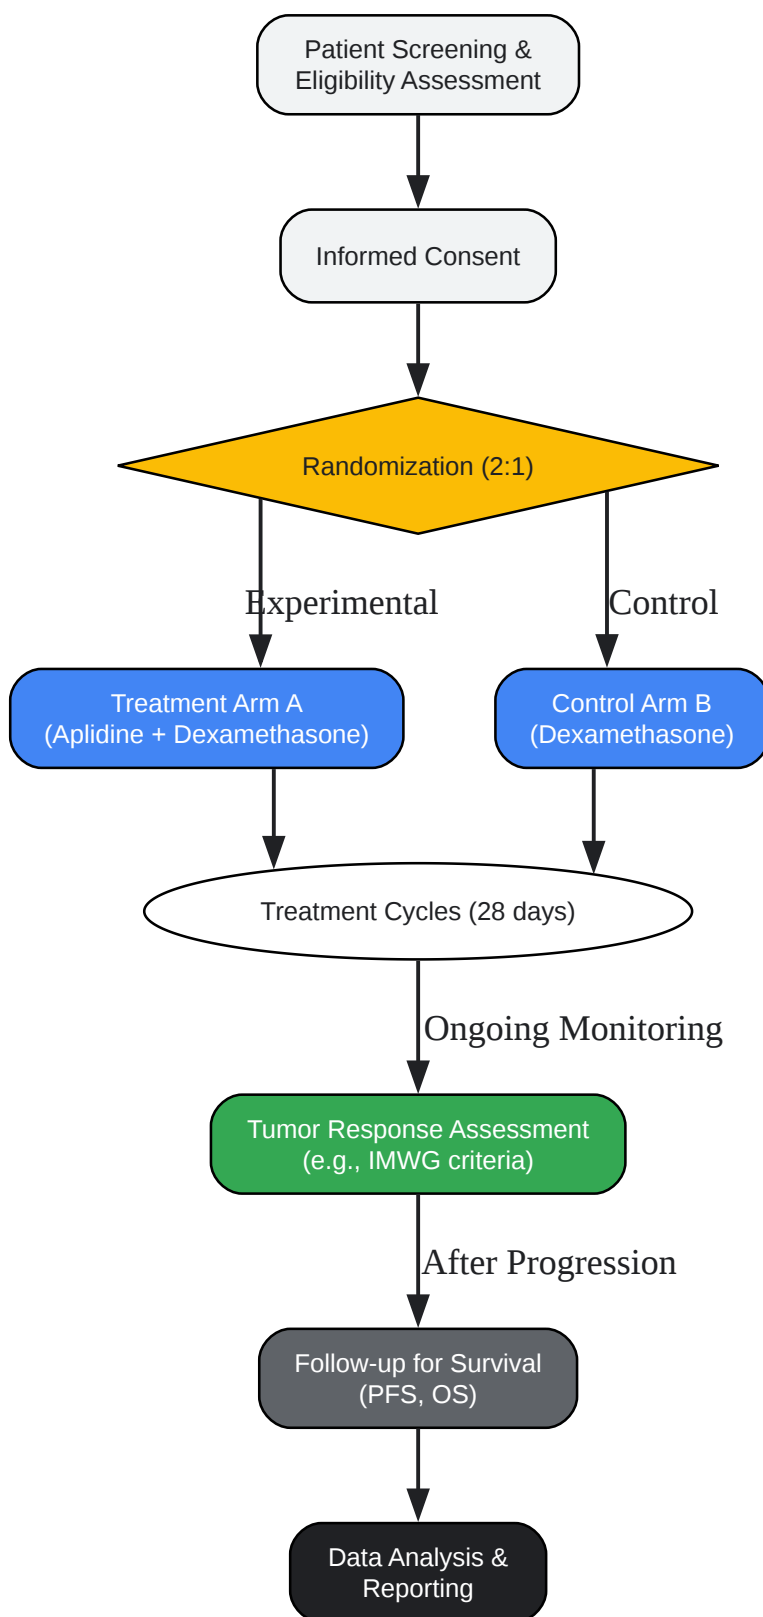 Patient Screening &
Eligibility Assessment
Informed Consent
Randomization (2:1)
Experimental
Control
Treatment Arm A
(Aplidine + Dexamethasone)
Control Arm B
(Dexamethasone)
Treatment Cycles (28 days)
Ongoing Monitoring
Tumor Response Assessment
(e.g., IMWG criteria)
After Progression
Follow-up for Survival
(PFS, OS)
Data Analysis &
Reporting